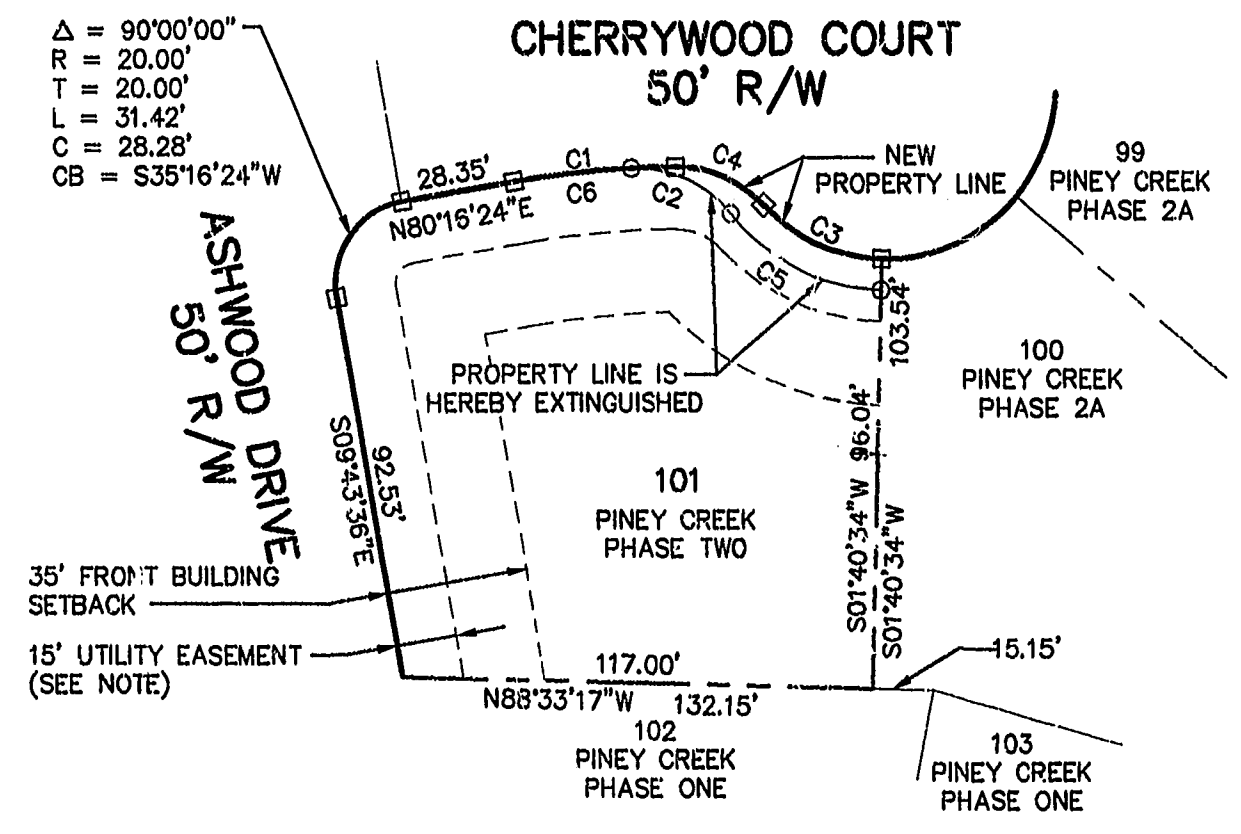 Δ = 90°00'00"
R = 20.00'
T = 20.00'
L = 31.42'
C = 28.28'
CB = S35°16'24"W
CHERRYWOOD COURT
50' R/W
28.35'
N80°16'24"E
C1
C6
C2
C4
C3
C5
NEW
PROPERTY LINE
99
PINEY CREEK
PHASE 2A
ASHWOOD DRIVE
50' R/W
103.54'
100
PINEY CREEK
PHASE 2A
PROPERTY LINE IS
HEREBY EXTINGUISHED
S09°43'36"E
92.53'
96.04'
S01°40'34"W
S01°40'34"W
101
PINEY CREEK
PHASE TWO
35' FRONT BUILDING
SETBACK
15' UTILITY EASEMENT
(SEE NOTE)
117.00'
N88°33'17"W
132.15'
15.15'
102
PINEY CREEK
PHASE ONE
103
PINEY CREEK
PHASE ONE